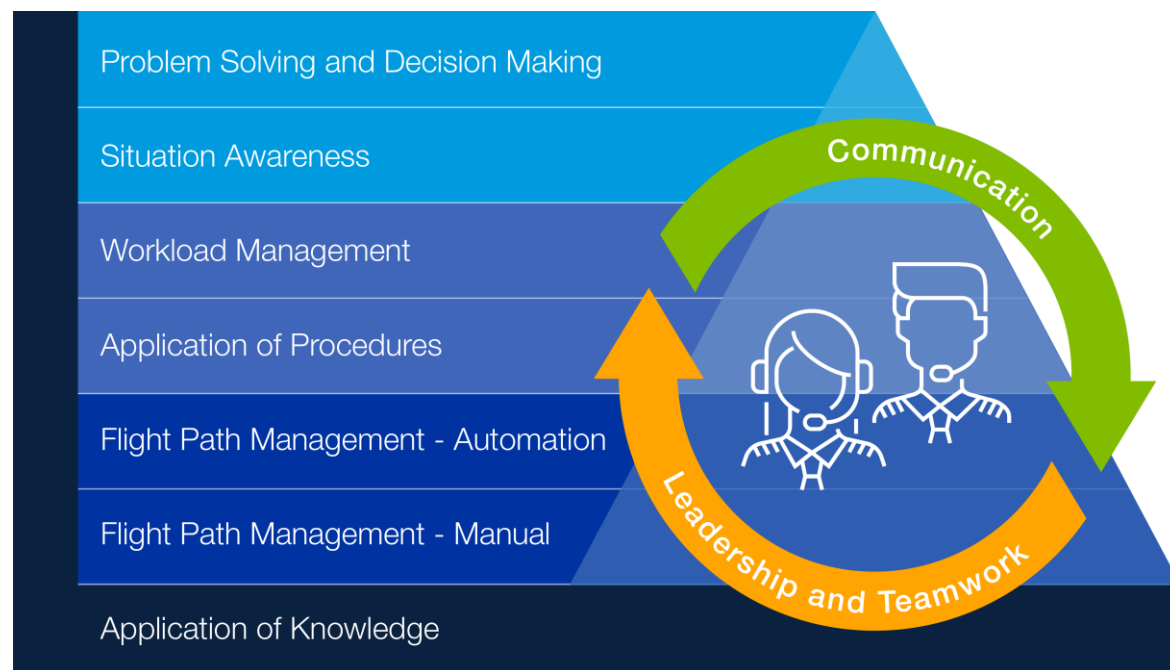 Problem Solving and Decision Making
Situation Awareness
Workload Management
Application of Procedures
Flight Path Management - Automation
Flight Path Management - Manual
Application of Knowledge
Communication
Leadership and Teamwork